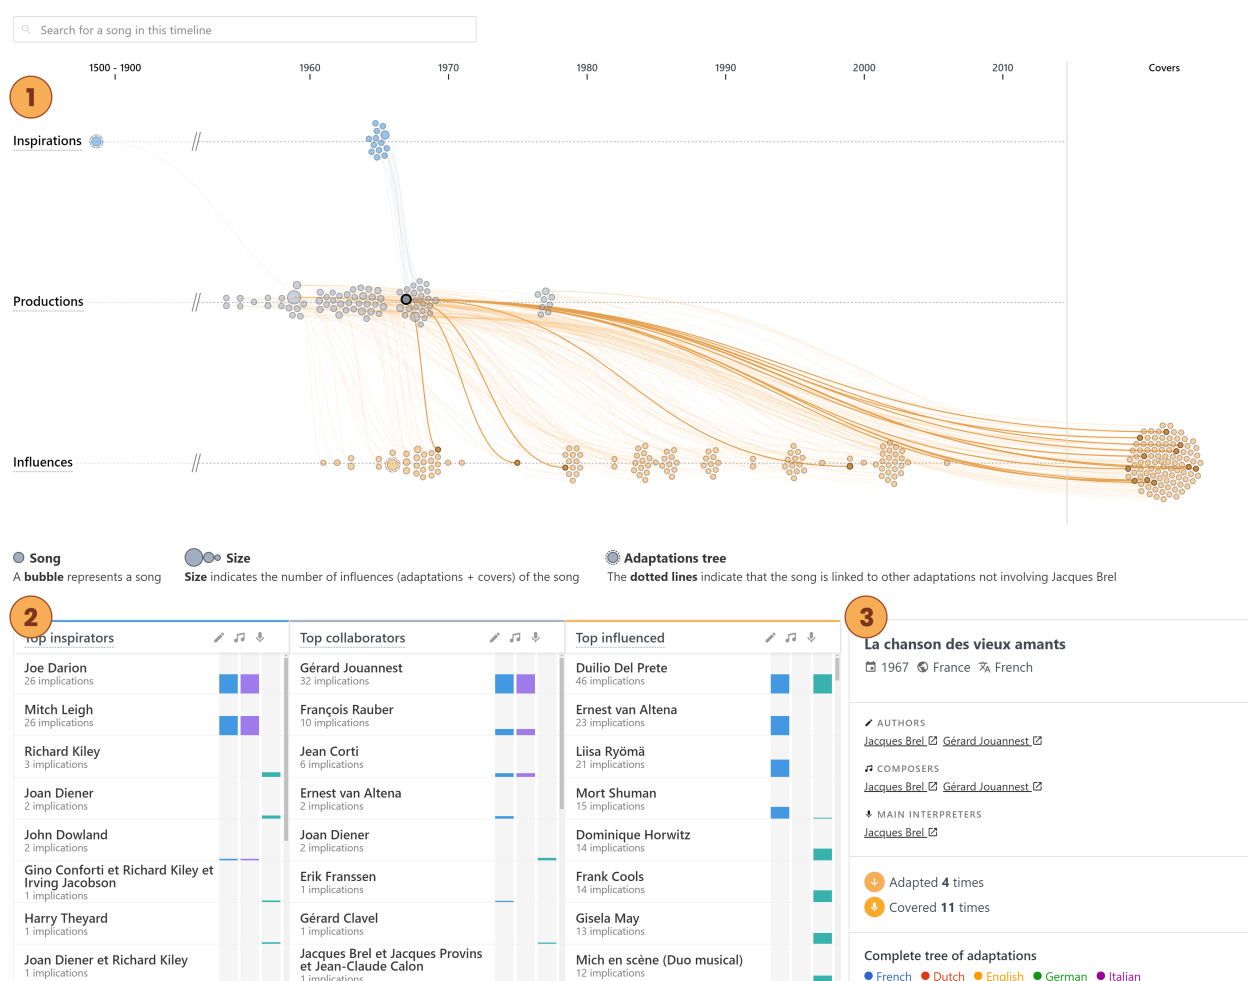 Search for a song in this timeline
1500 - 1900
1960
1970
1980
1990
2000
2010
Covers
1
Inspirations
Productions
Influences
Song
A bubble represents a song
Size
Size indicates the number of influences (adaptations + covers) of the song
Adaptations tree
The dotted lines indicate that the song is linked to other adaptations not involving Jacques Brel
2
Top inspirators
Joe Darion
26 implications
Mitch Leigh
26 implications
Richard Kiley
3 implications
Joan Diener
2 implications
John Dowland
2 implications
Gino Conforti et Richard Kiley et
Irving Jacobson
1 implications
Harry Theyard
1 implications
Joan Diener et Richard Kiley
1 implications
Top collaborators
Gérard Jouannest
32 implications
François Rauber
10 implications
Jean Corti
6 implications
Ernest van Altena
2 implications
Joan Diener
2 implications
Erik Franssen
1 implications
Gérard Clavel
1 implications
Jacques Brel et Jacques Provins
et Jean-Claude Calon
1 implications
Top influenced
Duilio Del Prete
46 implications
Ernest van Altena
23 implications
Liisa Ryömä
21 implications
Mort Shuman
15 implications
Dominique Horwitz
14 implications
Frank Cools
14 implications
Gisela May
13 implications
Mich en scène (Duo musical)
12 implications
3
La chanson des vieux amants
1967 France French
AUTHORS
Jacques Brel Gérard Jouannest
COMPOSERS
Jacques Brel Gérard Jouannest
MAIN INTERPRETERS
Jacques Brel
Adapted 4 times
Covered 11 times
Complete tree of adaptations
French Dutch English German Italian